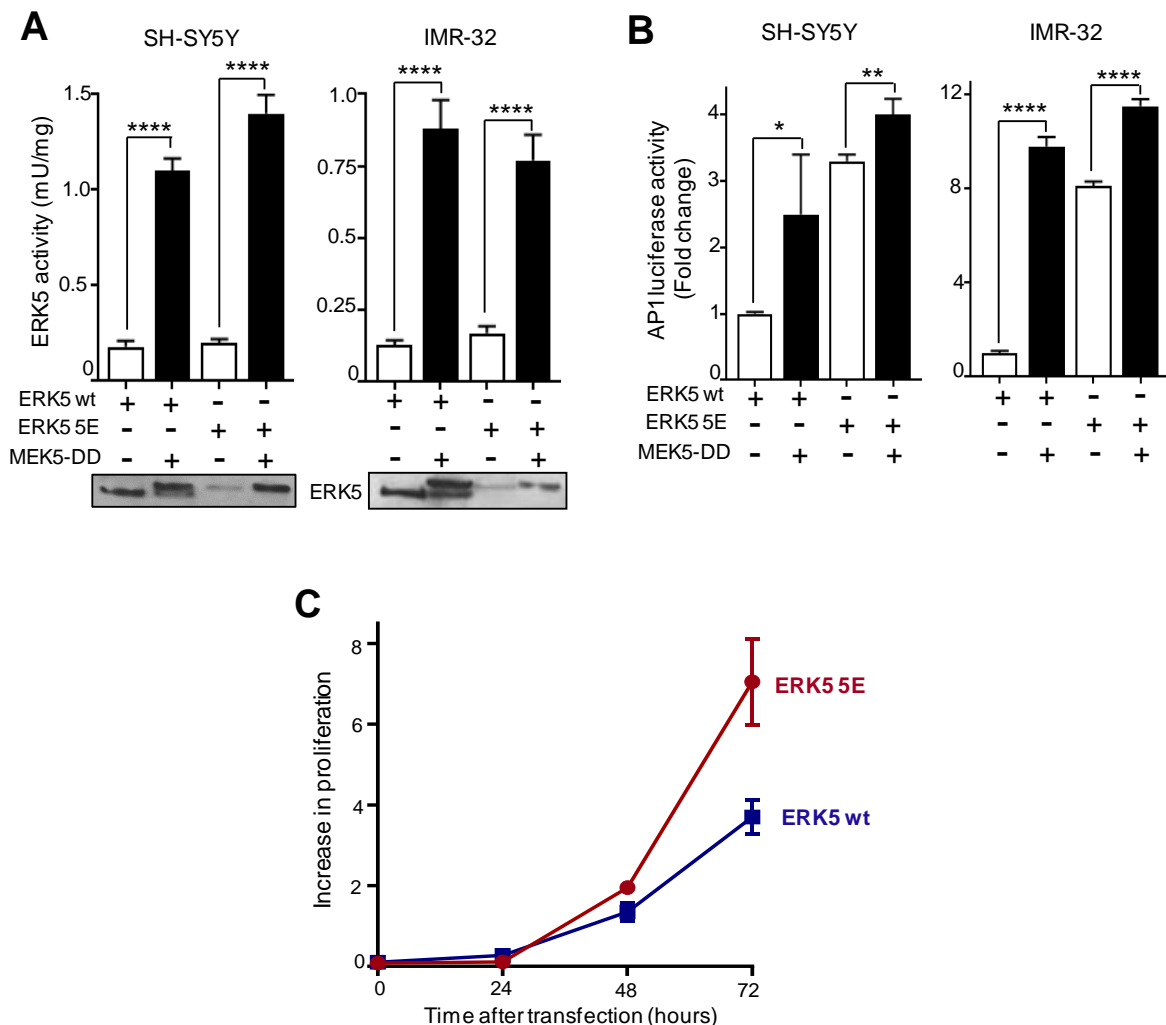 A
SH-SY5Y
IMR-32
****
****
****
****
ERK5 activity (mU/mg)
1.5
1.0
0.5
0
1.0
0.75
0.5
0.25
0
ERK5 wt + + - - + + - -
ERK5 5E - - + + - - + +
MEK5-DD - + - + - + - +
ERK5
B
SH-SY5Y
IMR-32
*
**
****
****
AP1luciferase activity
(Fold change)
4
3
2
1
0
12
8
4
0
ERK5 wt + + - - + + - -
ERK5 5E - - + + - - + +
MEK5-DD - + - + - + - +
C
Increase in proliferation
8
6
4
2
0
ERK5 5E
ERK5 wt
0 24 48 72
Time after transfection (hours)